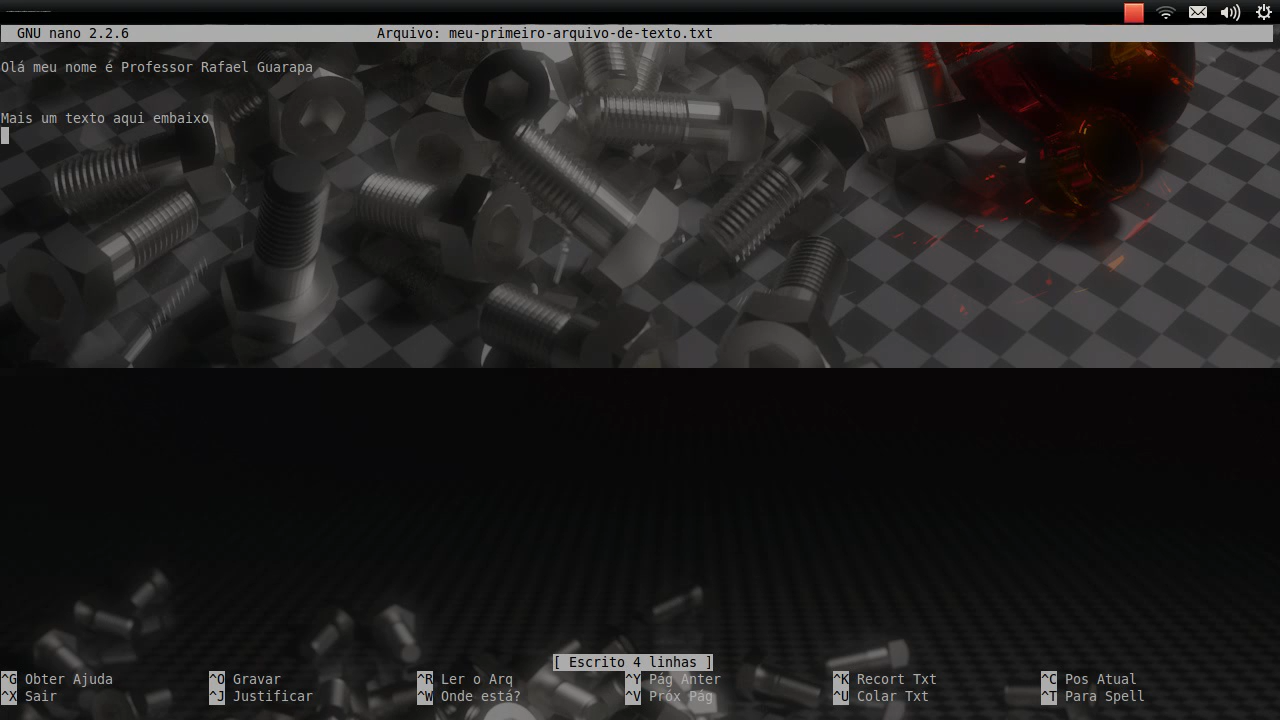 GNU nano 2.2.6 Arquivo: meu-primeiro-arquivo-de-texto.txt
Olá meu nome é Professor Rafael Guarapa
Mais um texto aqui embaixo.
[ Escrito 4 linhas ]
^G Obter Ajuda ^O Gravar ^R Ler o Arq ^Y Pág Anter ^K Recort Txt ^C Pos Atual
^X Sair ^J Justificar ^W Onde está? ^V Próx Pág ^U Colar Txt ^T Para Spell